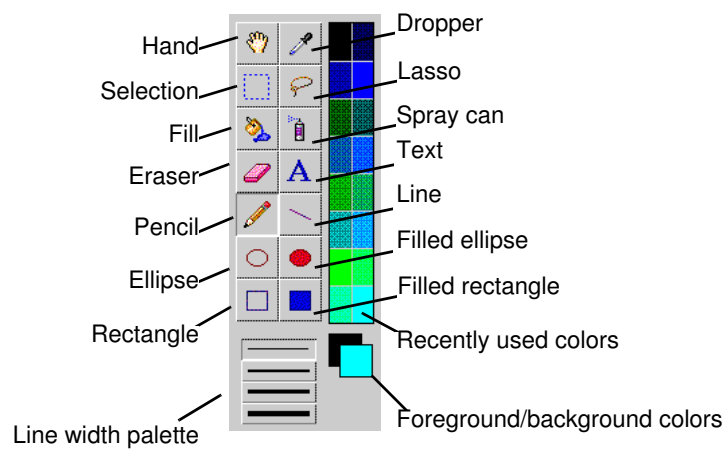 Hand
Dropper
Selection
Lasso
Fill
Spray can
Eraser
Text
A
Pencil
Line
Ellipse
Filled ellipse
Rectangle
Filled rectangle
Recently used colors
Line width palette
Foreground/background colors